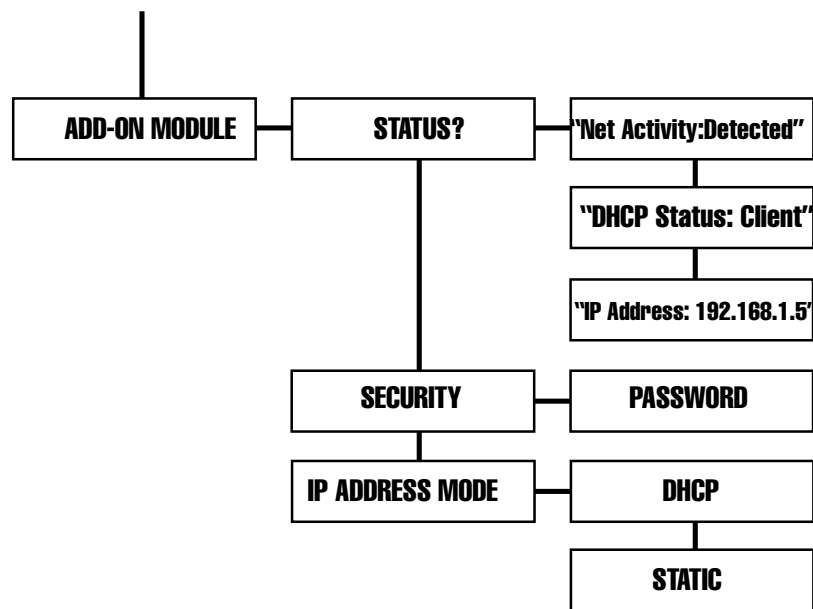 ADD-ON MODULE
STATUS?
“Net Activity:Detected”
“DHCP Status: Client”
“IP Address: 192.168.1.5”
SECURITY
PASSWORD
IP ADDRESS MODE
DHCP
STATIC